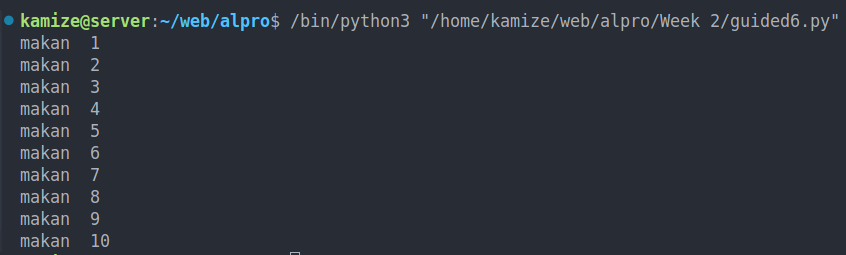 kamize@server:~/web/alpro$ /bin/python3 "/home/kamize/web/alpro/Week 2/guided6.py"
makan  1
makan  2
makan  3
makan  4
makan  5
makan  6
makan  7
makan  8
makan  9
makan  10